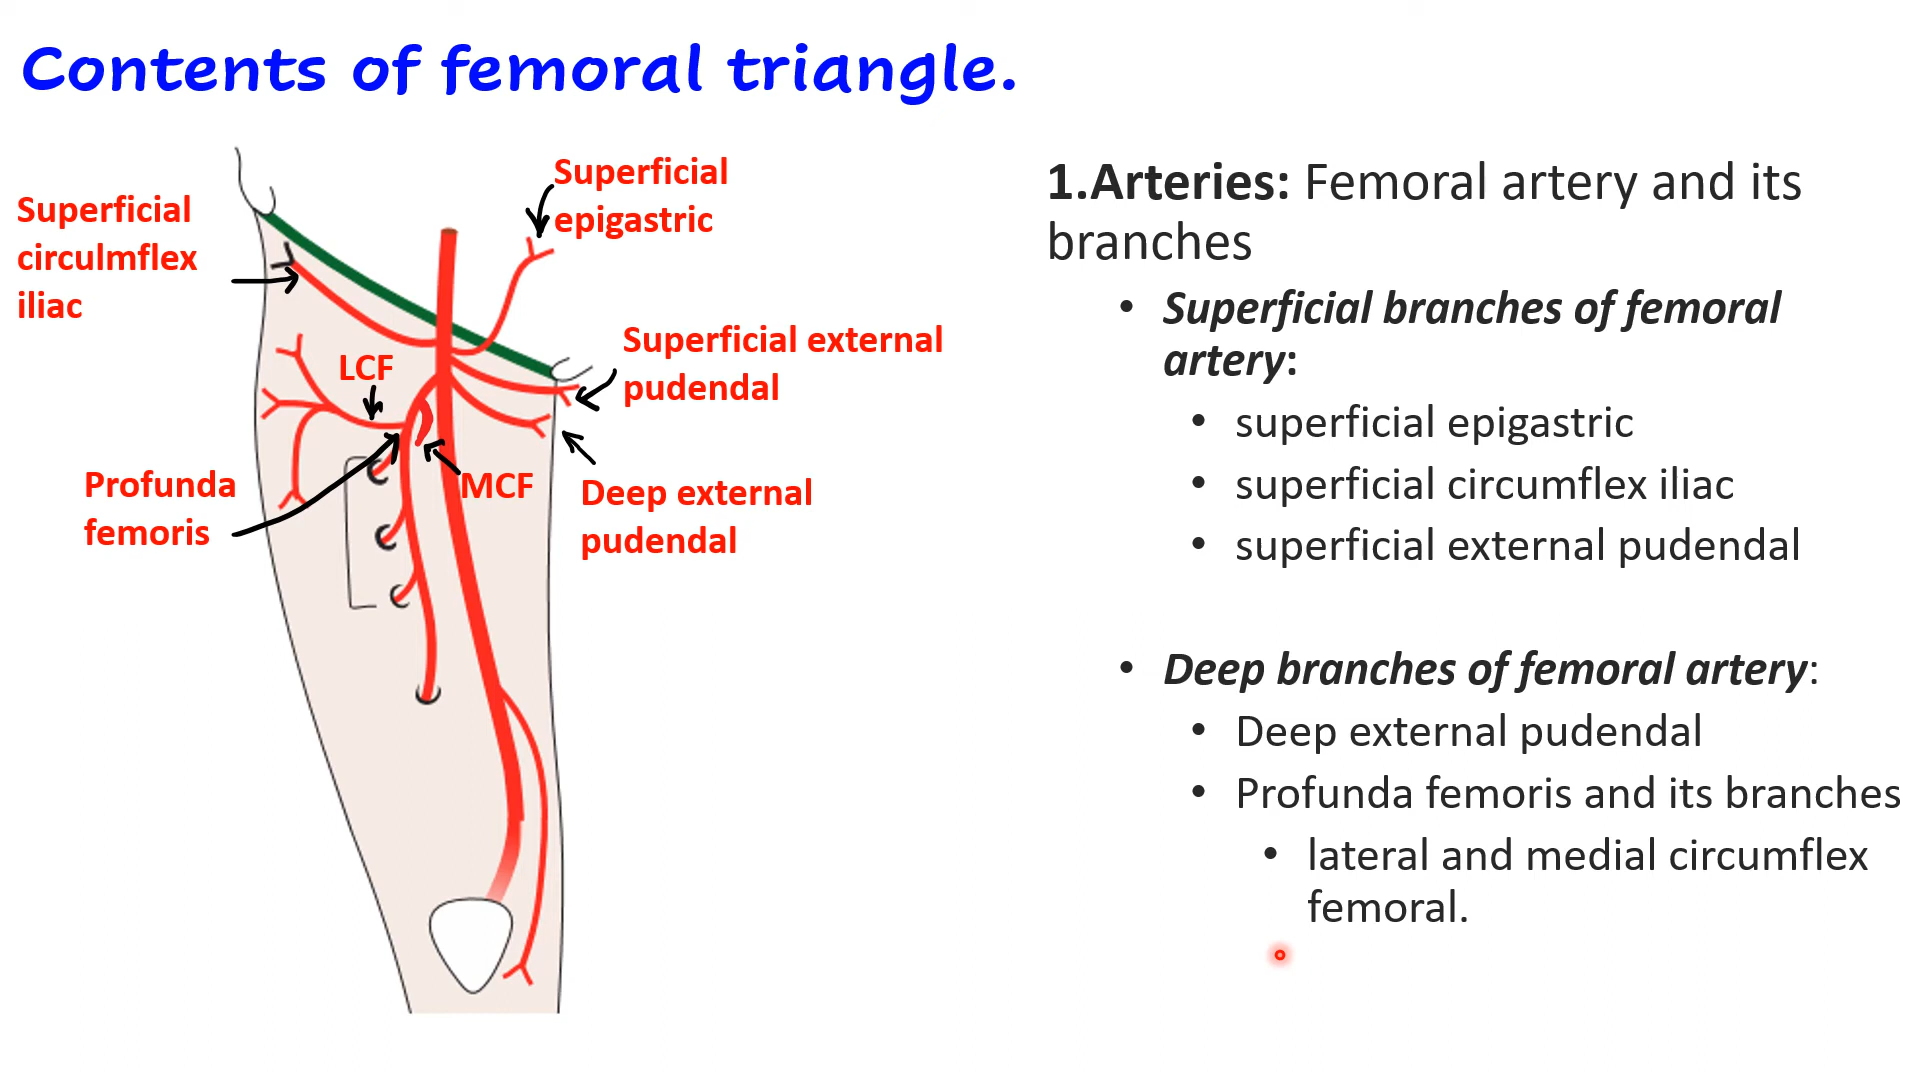 Contents of femoral triangle.
Superficial
epigastric
Superficial
circulmflex
iliac
Superficial external
pudendal
LCF
Profunda
femoris
MCF
Deep external
pudendal
1.Arteries: Femoral artery and its
branches
• Superficial branches of femoral
artery:
• superficial epigastric
• superficial circumflex iliac
• superficial external pudendal
• Deep branches of femoral artery:
• Deep external pudendal
• Profunda femoris and its branches
• lateral and medial circumflex
femoral.